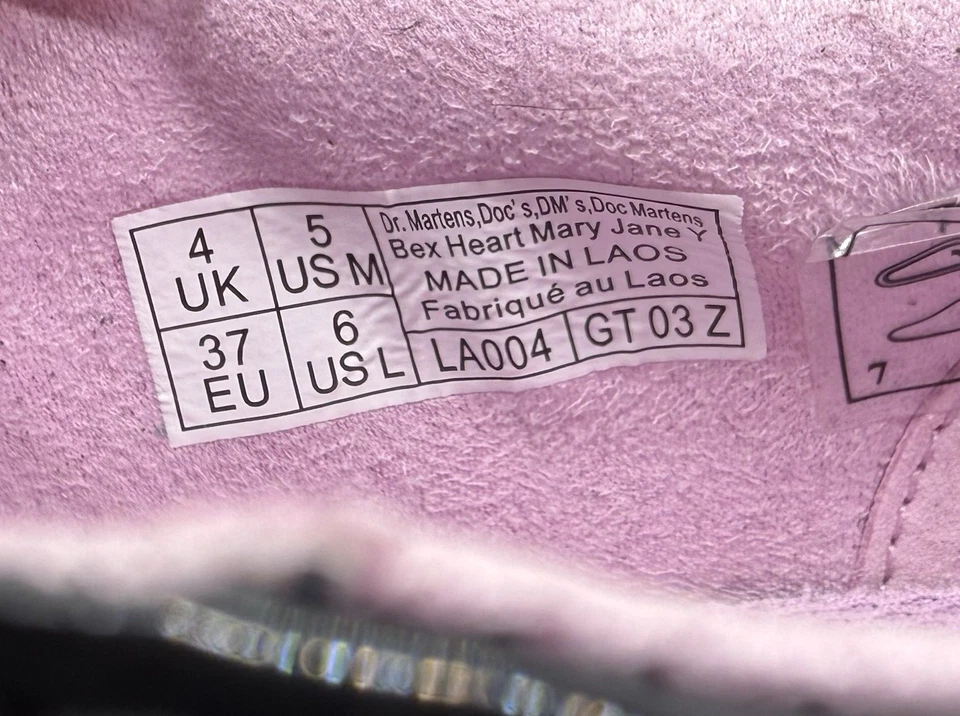 4
UK
5
US M
37
EU
6
US L
Dr. Martens,Doc's,DM's,Doc Martens
Bex Heart Mary Jane Y
MADE IN LAOS
Fabriqué au Laos
LA004
GT 03 Z
7